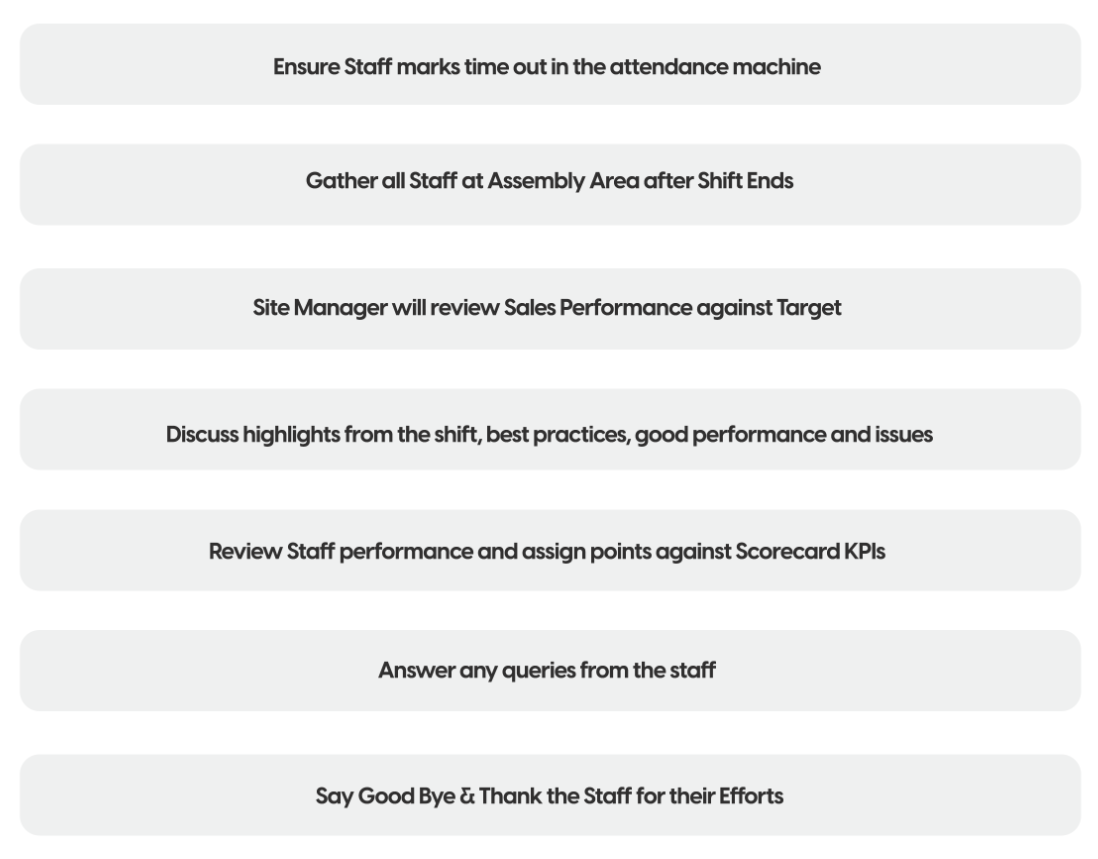 Ensure Staff marks time out in the attendance machine
Gather all Staff at Assembly Area after Shift Ends
Site Manager will review Sales Performance against Target
Discuss highlights from the shift, best practices, good performance and issues
Review Staff performance and assign points against Scorecard KPIs
Answer any queries from the staff
Say Good Bye & Thank the Staff for their Efforts